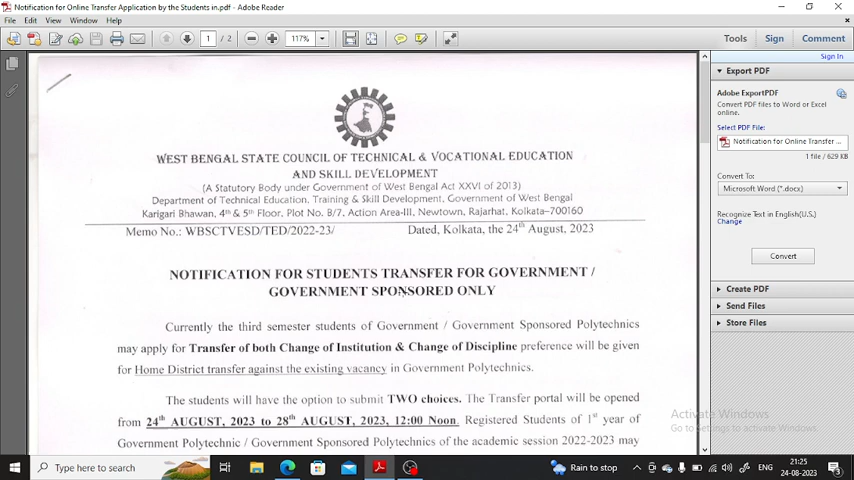 Notification for Online Transfer Application by the Students in.pdf - Adobe Reader
File Edit View Window Help
1 / 2 117% Tools Sign Comment
Sign In
Export PDF
Adobe ExportPDF
Convert PDF files to Word or Excel
online.
Select PDF File:
Notification for Online Transfer ...
1 file / 629 KB
Convert To:
Microsoft Word (*.docx)
Recognize Text in English(U.S.)
Change
Convert
Create PDF
Send Files
Store Files
WEST BENGAL STATE COUNCIL OF TECHNICAL & VOCATIONAL EDUCATION
AND SKILL DEVELOPMENT
(A Statutory Body under Government of West Bengal Act XXVI of 2013)
Department of Technical Education, Training & Skill Development, Government of West Bengal
Karigari Bhawan, 4th & 5th Floor, Plot No. B/7, Action Area-III, Newtown, Rajarhat, Kolkata-700160
Memo No.: WBSCTVESD/TED/2022-23/ Dated, Kolkata, the 24th August, 2023
NOTIFICATION FOR STUDENTS TRANSFER FOR GOVERNMENT /
GOVERNMENT SPONSORED ONLY
Currently the third semester students of Government / Government Sponsored Polytechnics
may apply for Transfer of both Change of Institution & Change of Discipline preference will be given
for Home District transfer against the existing vacancy in Government Polytechnics.
The students will have the option to submit TWO choices. The Transfer portal will be opened
from 24th AUGUST, 2023 to 28th AUGUST, 2023, 12:00 Noon. Registered Students of 1st year of
Government Polytechnic / Government Sponsored Polytechnics of the academic session 2022-2023 may
Activate Windows
Go to Settings to activate Windows.
Type here to search
Rain to stop
ENG
21:25
24-08-2023
3